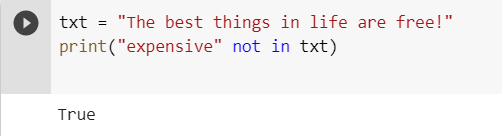 txt = "The best things in life are free!"
print("expensive" not in txt)
True